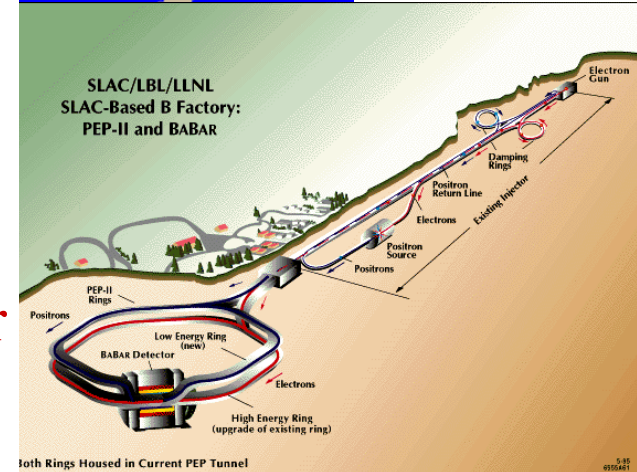 SLAC/LBL/LLNL
SLAC-Based B Factory:
PEP-II and BABAR
Electron
Gun
Damping
Rings
Positron
Return Line
Existing Injector
Electrons
Positron
Source
Positrons
PEP-II
Rings
Positrons
Low Energy Ring
(new)
BABAR Detector
Electrons
High Energy Ring
(upgrade of existing ring)
Both Rings Housed in Current PEP Tunnel
5-95
6555A61